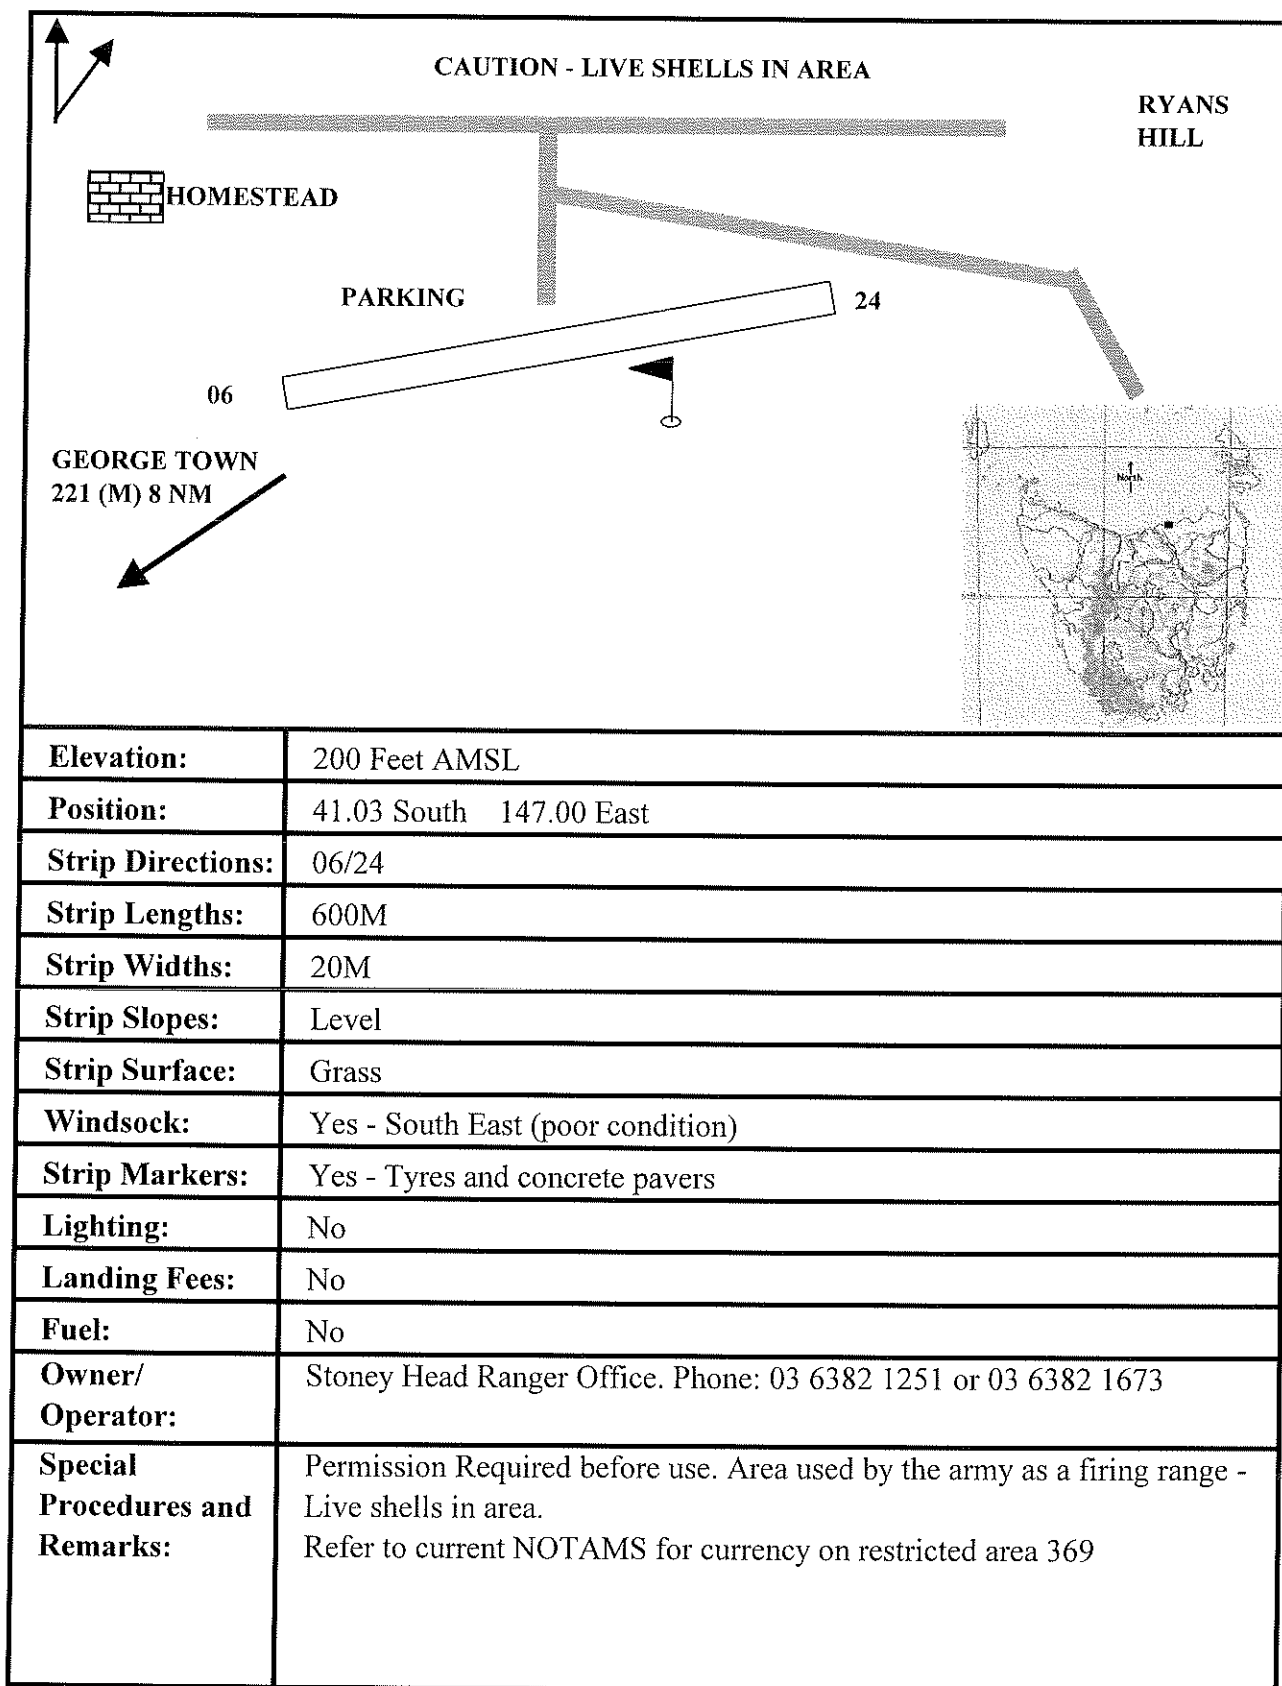 CAUTION - LIVE SHELLS IN AREA
RYANS
HILL
HOMESTEAD
PARKING
24
06
GEORGE TOWN
221 (M) 8 NM
North
Elevation: 200 Feet AMSL
Position: 41.03 South 147.00 East
Strip Directions: 06/24
Strip Lengths: 600M
Strip Widths: 20M
Strip Slopes: Level
Strip Surface: Grass
Windsock: Yes - South East (poor condition)
Strip Markers: Yes - Tyres and concrete pavers
Lighting: No
Landing Fees: No
Fuel: No
Owner/ Stoney Head Ranger Office. Phone: 03 6382 1251 or 03 6382 1673
Operator:
Special Permission Required before use. Area used by the army as a firing range -
Procedures and Live shells in area.
Remarks: Refer to current NOTAMS for currency on restricted area 369